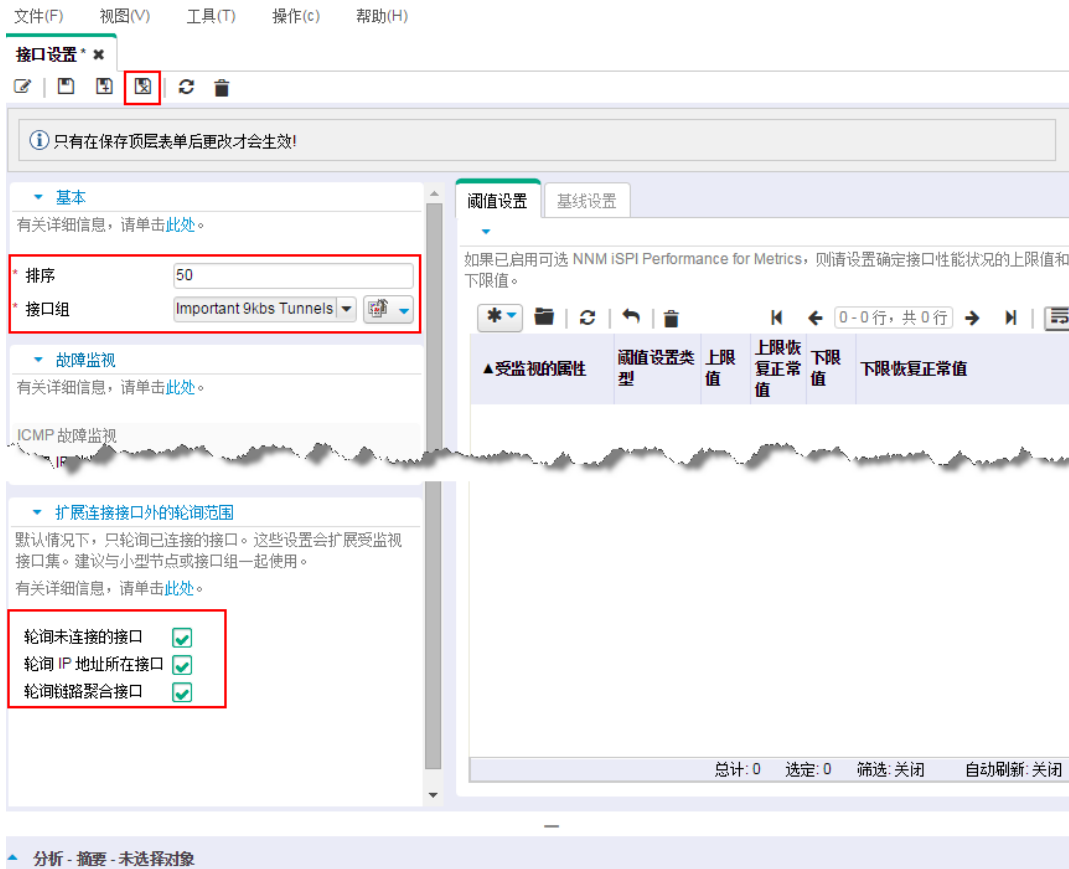 文件(F) 视图(V) 工具(T) 操作(c) 帮助(H)
接口设置* ✖
只有在保存顶层表单后更改才会生效!
基本
有关详细信息，请单击此处。
* 排序 50
* 接口组 Important 9kbs Tunnels
故障监视
有关详细信息，请单击此处。
ICMP 故障监视
扩展连接接口外的轮询范围
默认情况下，只轮询已连接的接口。这些设置会扩展受监视
接口集。建议与小型节点或接口组一起使用。
有关详细信息，请单击此处。
轮询未连接的接口
轮询 IP 地址所在接口
轮询链路聚合接口
阈值设置 基线设置
如果已启用可选 NNM iSPI Performance for Metrics，则请设置确定接口性能状况的上限值和
下限值。
0 - 0 行，共 0 行
▲受监视的属性 阈值设置类型 上限值 上限恢复正常值 下限值 下限恢复正常值
总计: 0 选定: 0 筛选: 关闭 自动刷新: 关闭
分析 - 摘要 - 未选择对象